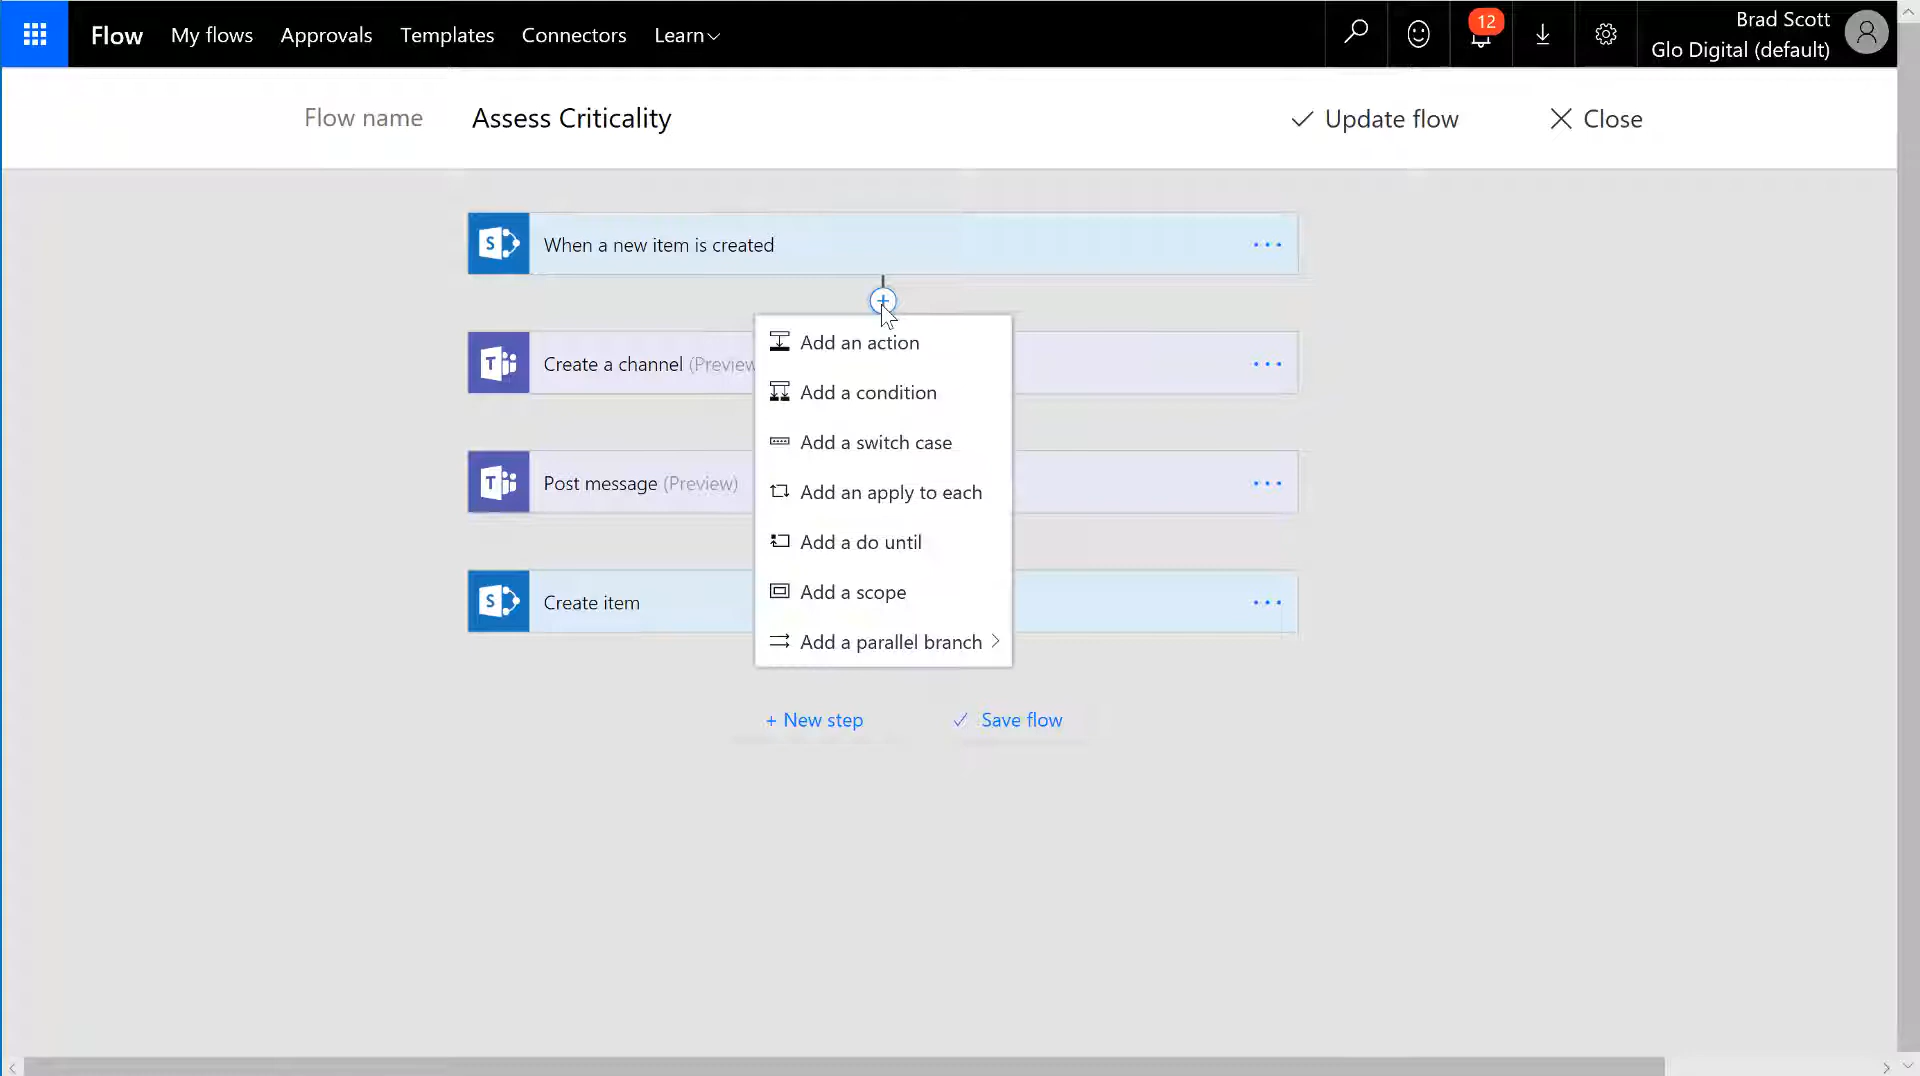 Flow My flows Approvals Templates Connectors Learn
12
Brad Scott
Glo Digital (default)
Flow name Assess Criticality
Update flow Close
S When a new item is created
T Create a channel (Preview
T Post message (Preview)
S Create item
Add an action
Add a condition
Add a switch case
Add an apply to each
Add a do until
Add a scope
Add a parallel branch
+ New step Save flow